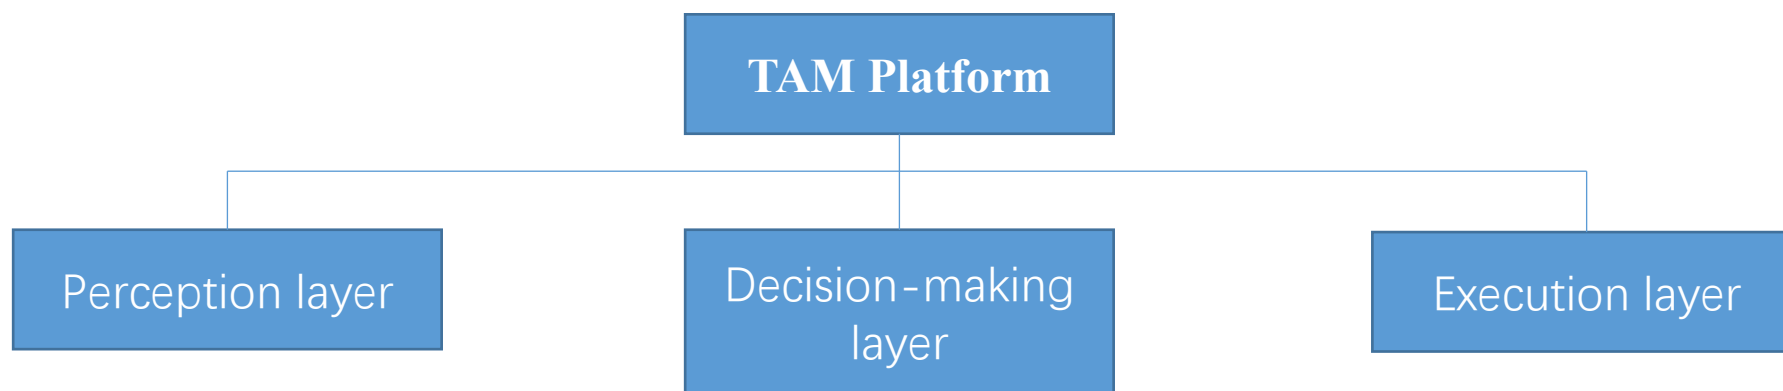 TAM Platform
Perception layer
Decision-making
layer
Execution layer